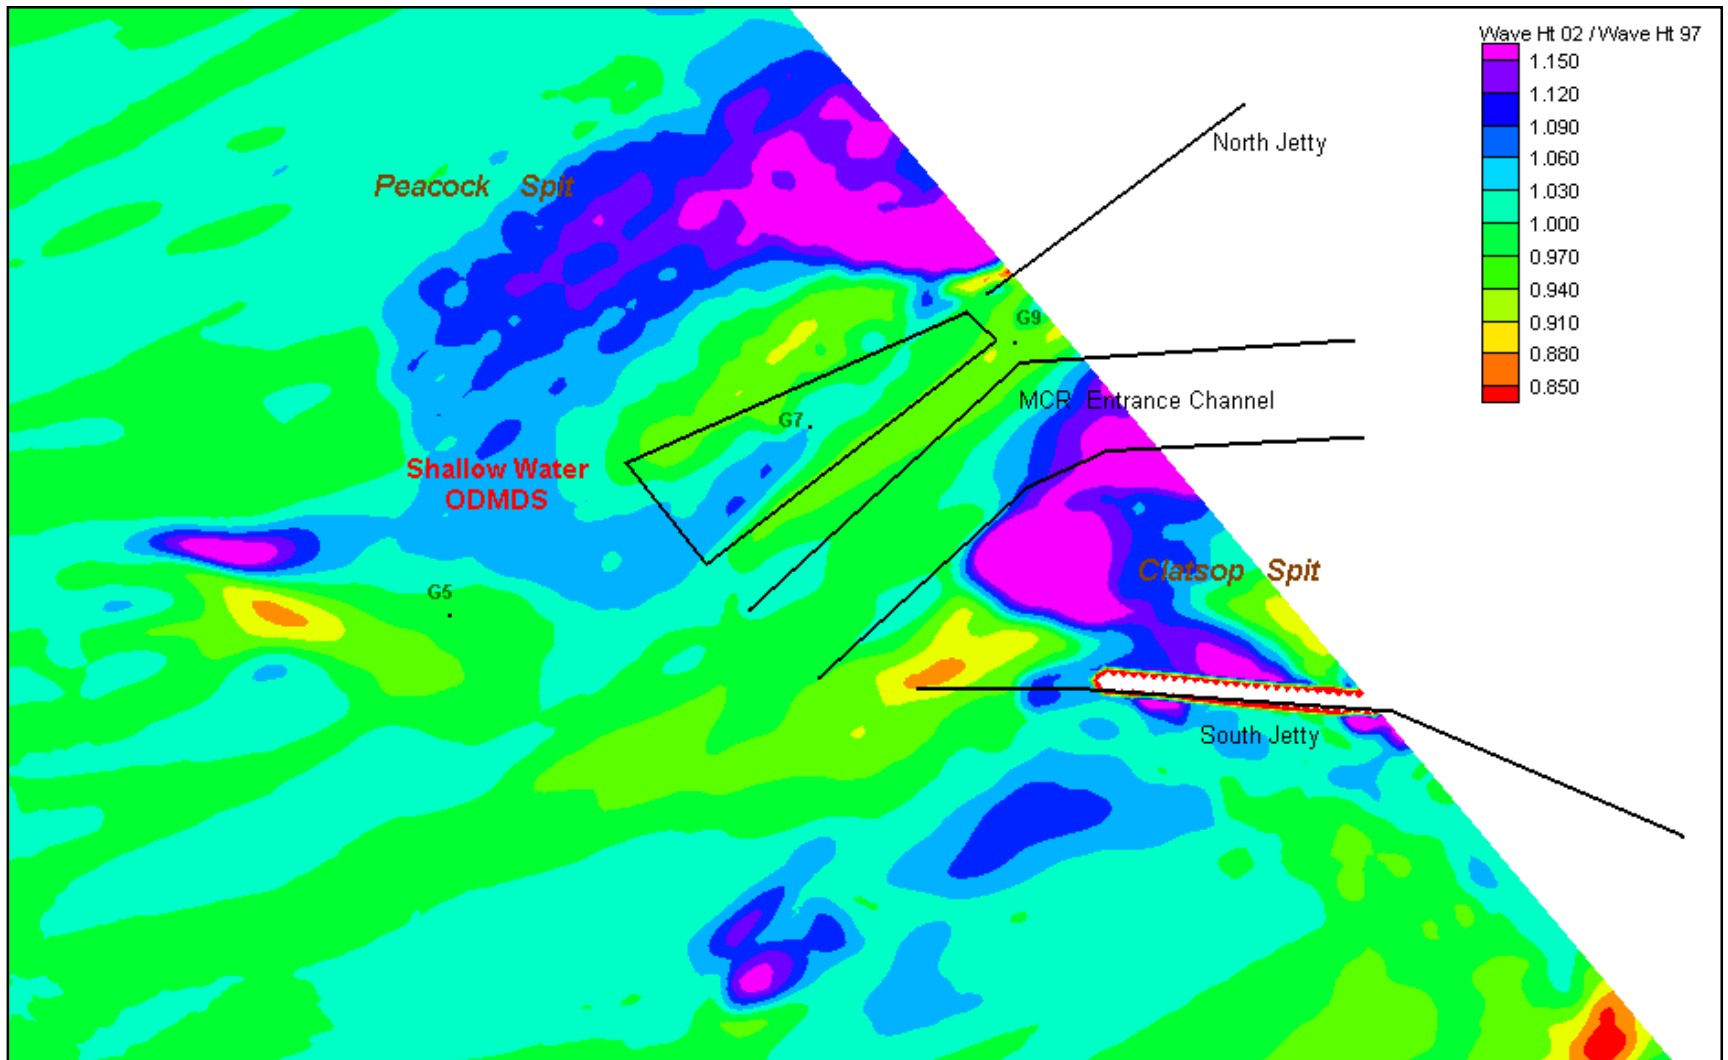 Wave Ht 02 / Wave Ht 97
1.150
1.120
1.090
1.060
1.030
1.000
0.970
0.940
0.910
0.880
0.850
North Jetty
Peacock Spit
G9
MCR Entrance Channel
G7
Shallow Water
ODMDS
Clatsop Spit
G5
South Jetty